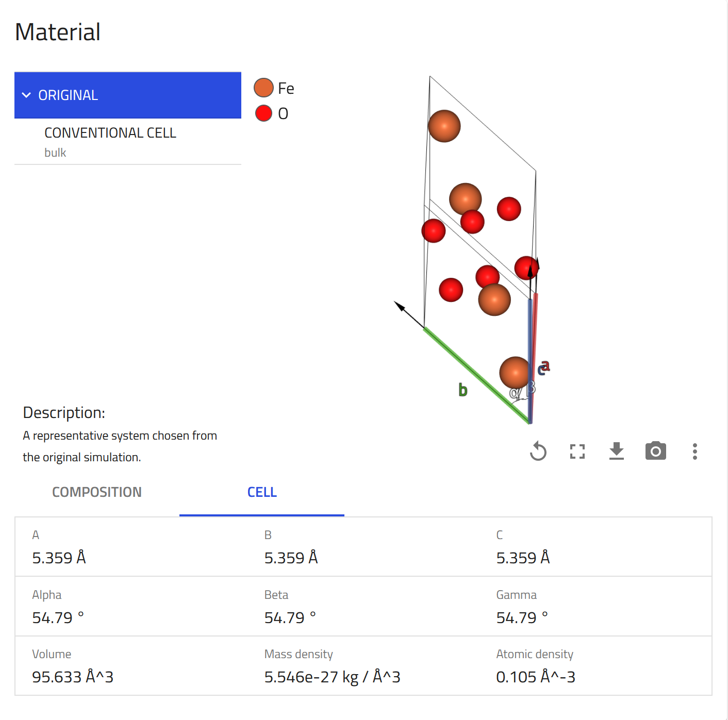 Material
ORIGINAL
CONVENTIONAL CELL
bulk
Fe
O
a
c
b
α
β
Description:
A representative system chosen from
the original simulation.
COMPOSITION
CELL
A
B
C
5.359 Å
5.359 Å
5.359 Å
Alpha
Beta
Gamma
54.79 °
54.79 °
54.79 °
Volume
Mass density
Atomic density
95.633 Å^3
5.546e-27 kg / Å^3
0.105 Å^-3